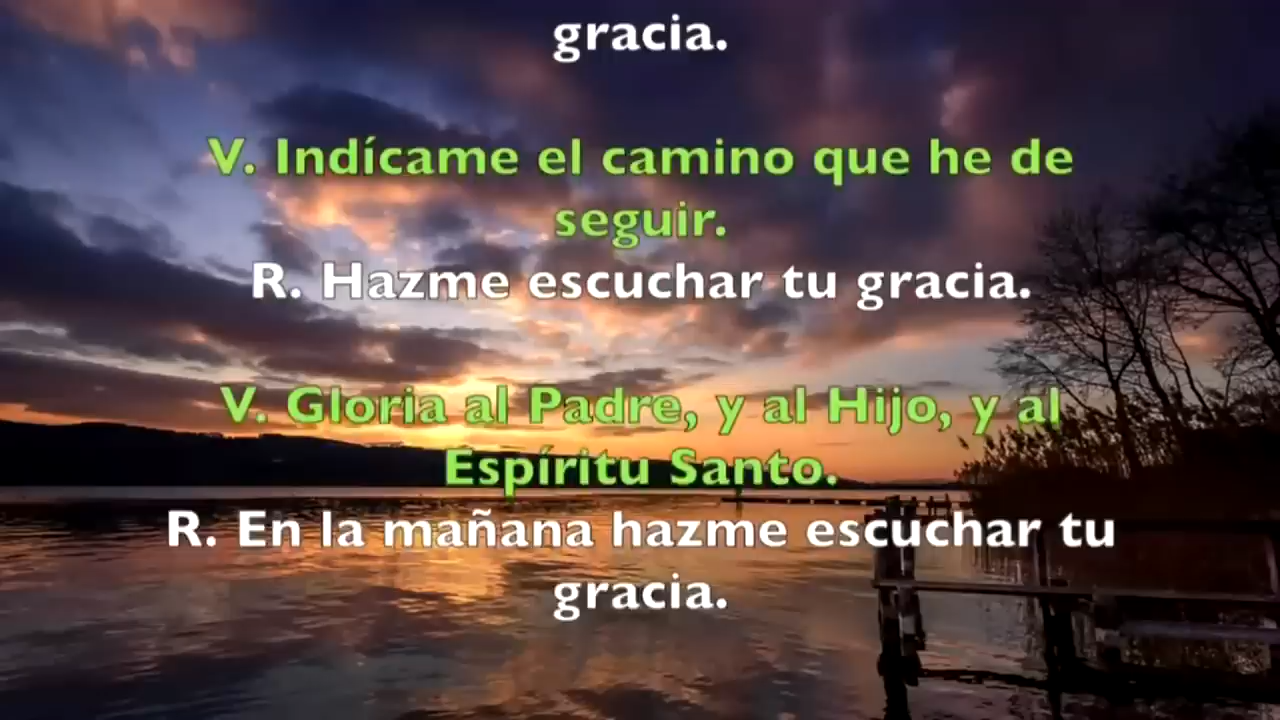 gracia.
V. Indícame el camino que he de
seguir.
R. Hazme escuchar tu gracia.
V. Gloria al Padre, y al Hijo, y al
Espíritu Santo.
R. En la mañana hazme escuchar tu
gracia.